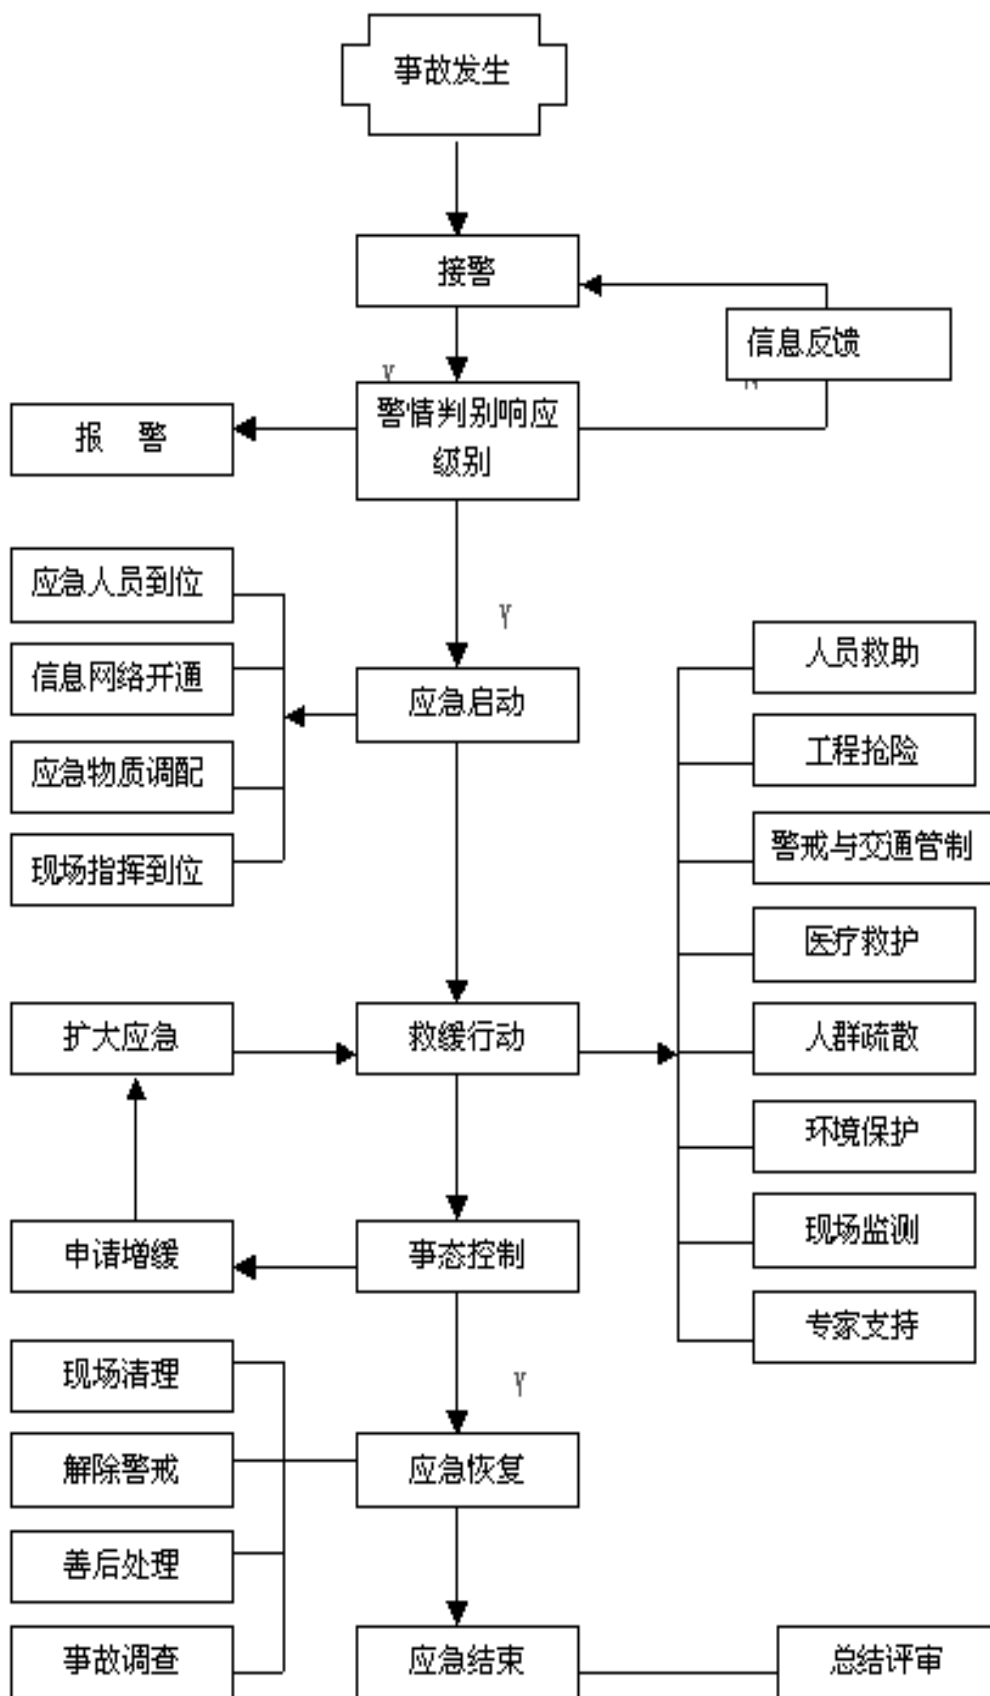 事故发生
接警
信息反馈
Y
警情判别响应
级别
报 警
应急人员到位
Y
信息网络开通
应急启动
应急物质调配
现场指挥到位
人员救助
工程抢险
警戒与交通管制
医疗救护
扩大应急
救缓行动
人群疏散
环境保护
申请增缓
事态控制
现场监测
专家支持
现场清理
Y
解除警戒
应急恢复
善后处理
事故调查
应急结束
总结评审